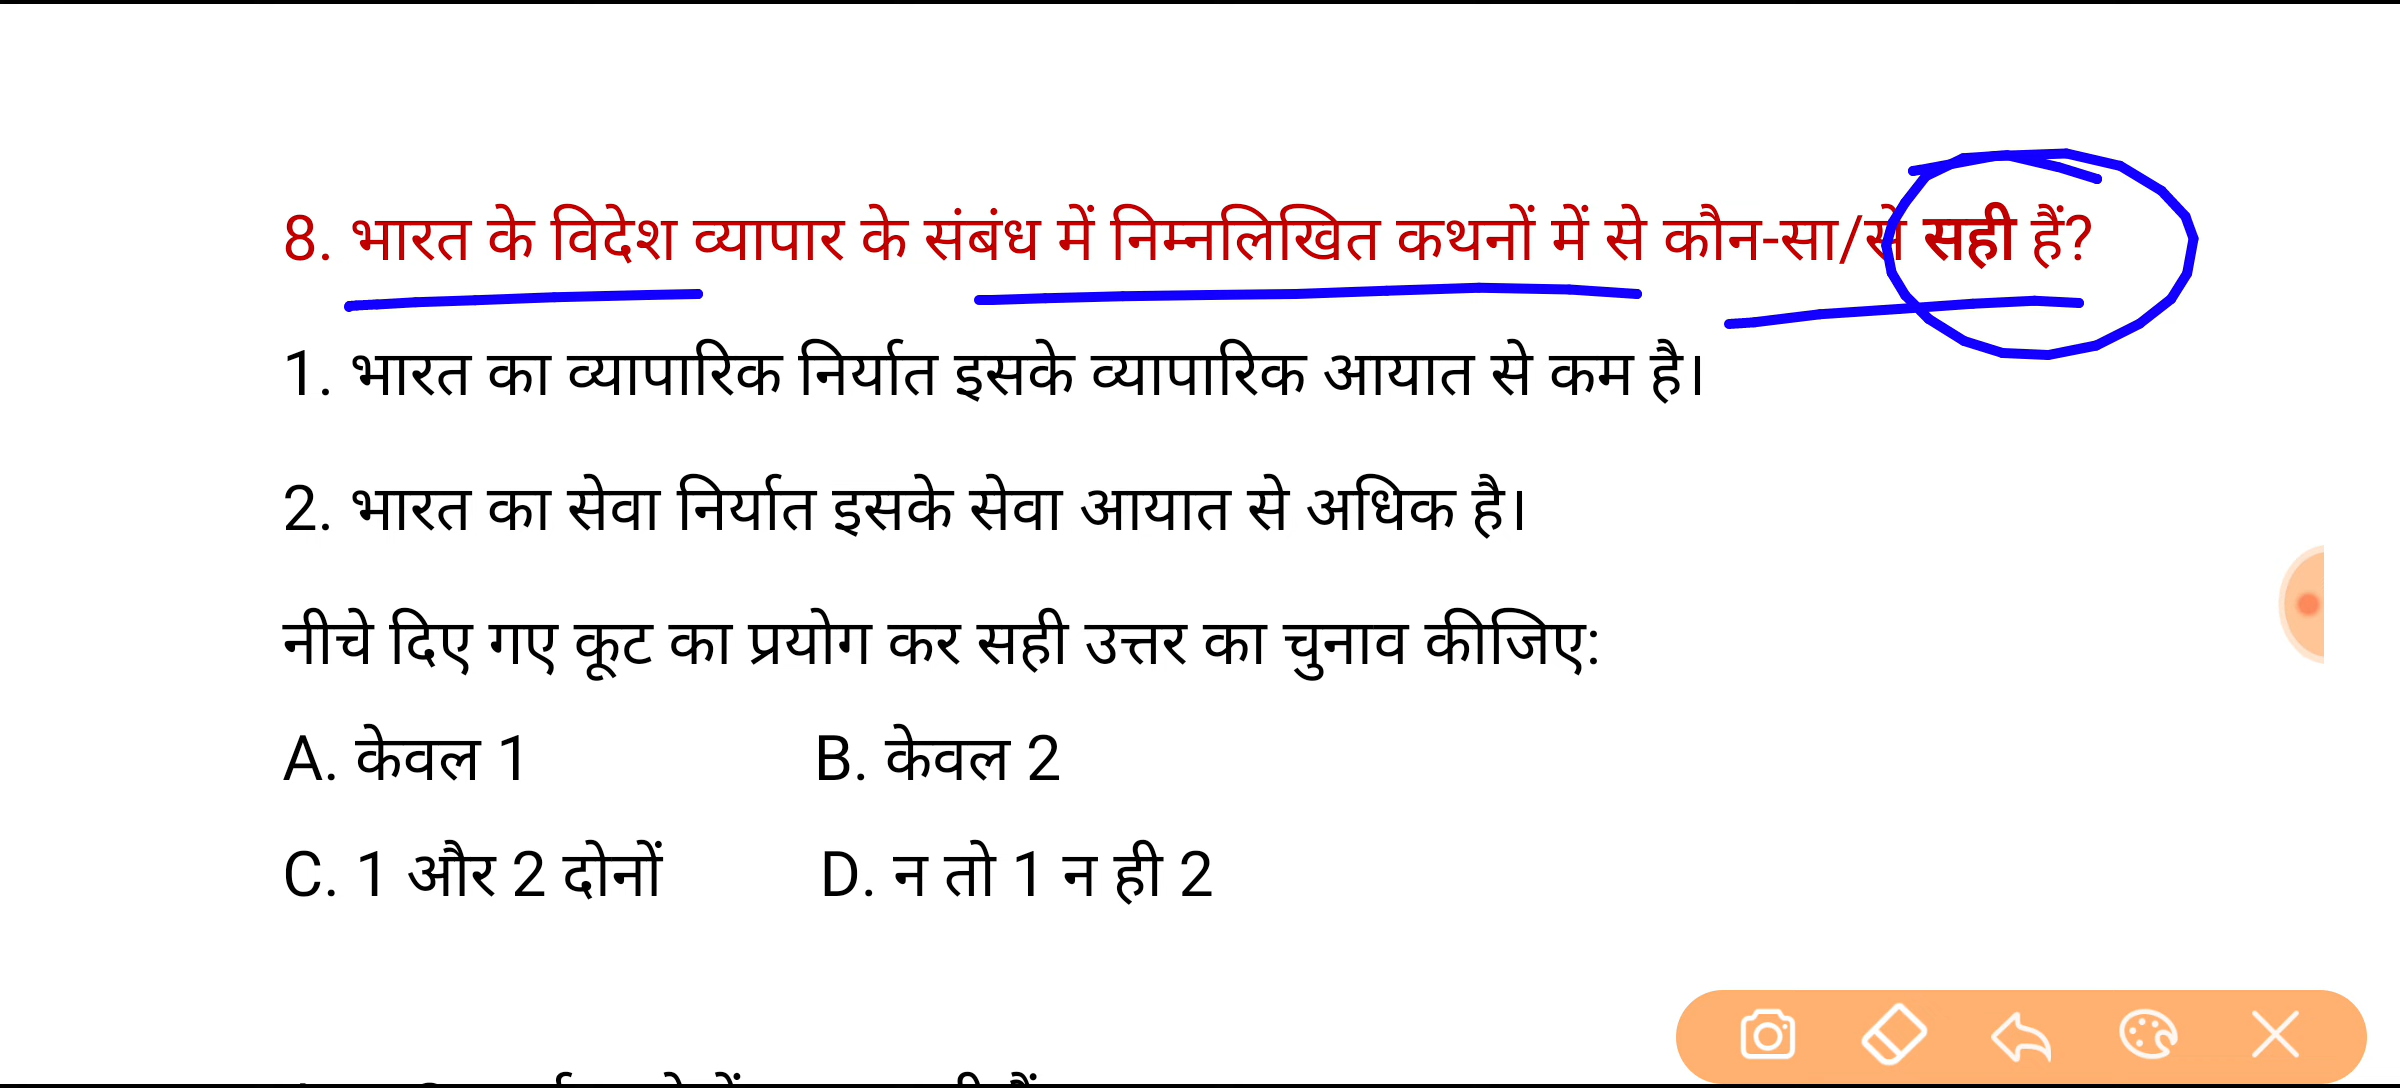 8. भारत के विदेश व्यापार के संबंध में निम्नलिखित कथनों में से कौन-सा/से सही हैं?
1. भारत का व्यापारिक निर्यात इसके व्यापारिक आयात से कम है।
2. भारत का सेवा निर्यात इसके सेवा आयात से अधिक है।
नीचे दिए गए कूट का प्रयोग कर सही उत्तर का चुनाव कीजिए:
A. केवल 1 B. केवल 2
C. 1 और 2 दोनों D. न तो 1 न ही 2